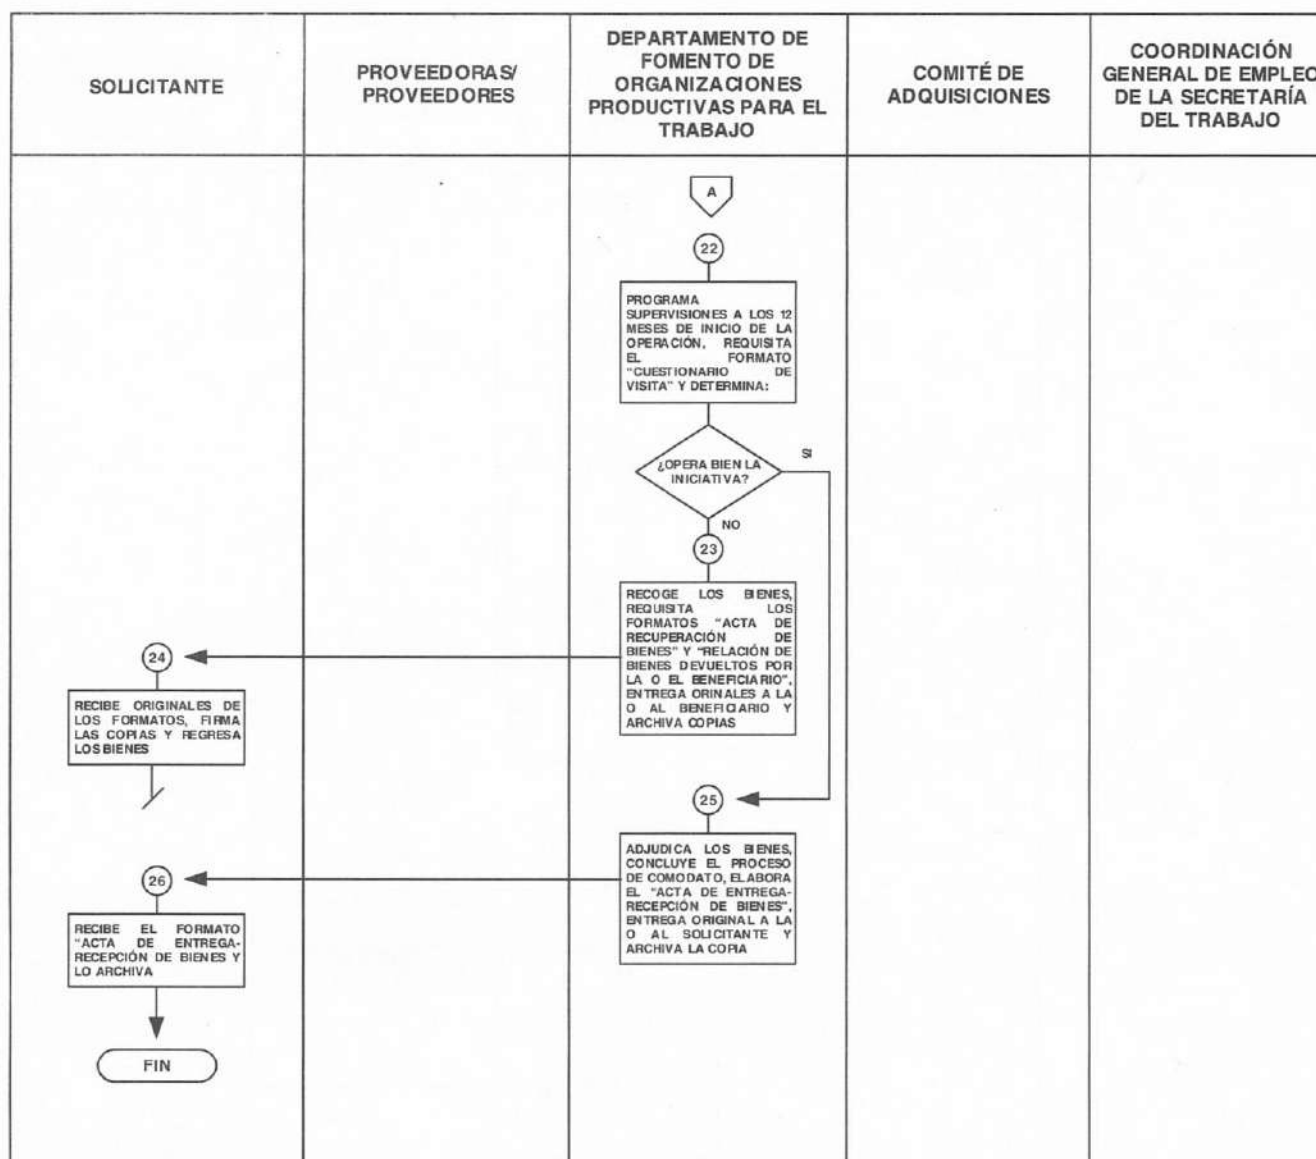 SOLICITANTE
PROVEEDORAS/
PROVEEDORES
DEPARTAMENTO DE
FOMENTO DE
ORGANIZACIONES
PRODUCTIVAS PARA EL
TRABAJO
COMITÉ DE
ADQUISICIONES
COORDINACIÓN
GENERAL DE EMPLEO
DE LA SECRETARÍA
DEL TRABAJO
A
22
PROGRAMA
SUPERVISIONES A LOS 12
MESES DE INICIO DE LA
OPERACIÓN, REQUISITA
EL FORMATO
"CUESTIONARIO DE
VISITA" Y DETERMINA:
¿OPERA BIEN LA
INICIATIVA?
SI
NO
23
RECOGE LOS BIENES,
REQUISITA LOS
FORMATOS "ACTA DE
RECUPERACIÓN DE
BIENES" Y "RELACIÓN DE
BIENES DEVUELTOS POR
LA O EL BENEFICIARIO",
ENTREGA ORINALES A LA
O AL BENEFICIARIO Y
ARCHIVA COPIAS
24
RECIBE ORIGINALES DE
LOS FORMATOS, FIRMA
LAS COPIAS Y REGRESA
LOS BIENES
25
ADJUDICA LOS BIENES,
CONCLUYE EL PROCESO
DE COMODATO, ELABORA
EL "ACTA DE ENTREGA-
RECEPCIÓN DE BIENES",
ENTREGA ORIGINAL A LA
O AL SOLICITANTE Y
ARCHIVA LA COPIA
26
RECIBE EL FORMATO
"ACTA DE ENTREGA-
RECEPCIÓN DE BIENES Y
LO ARCHIVA
FIN